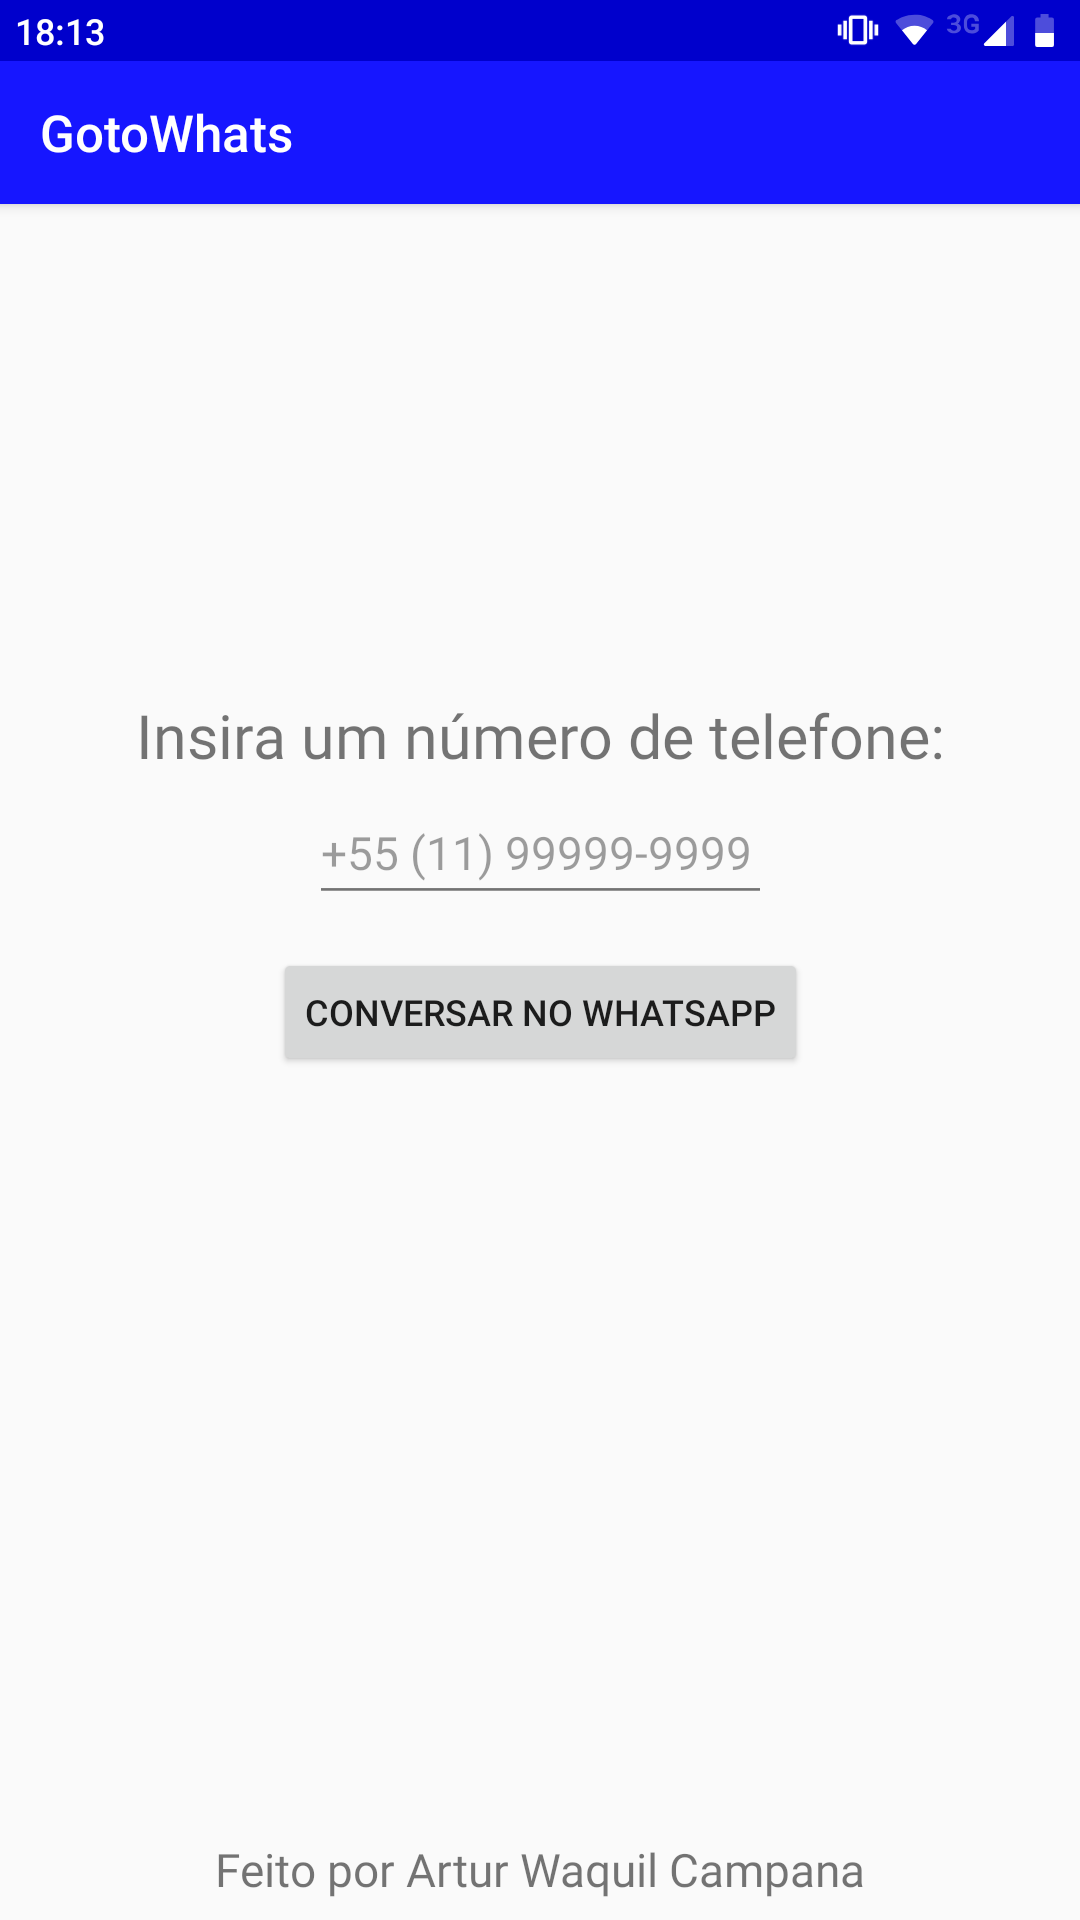 18:13
3G
GotoWhats
Insira um número de telefone:
+55 (11) 99999-9999
CONVERSAR NO WHATSAPP
Feito por Artur Waquil Campana